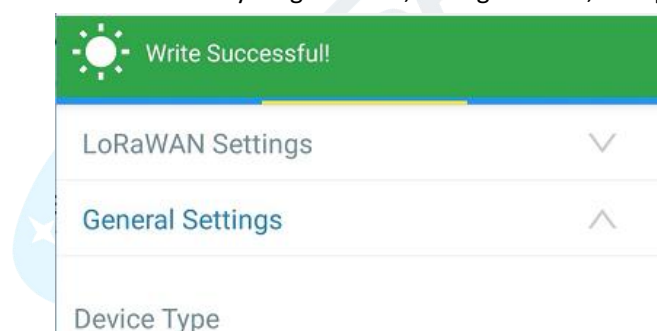 Write Successful!
LoRaWAN Settings
General Settings
Device Type